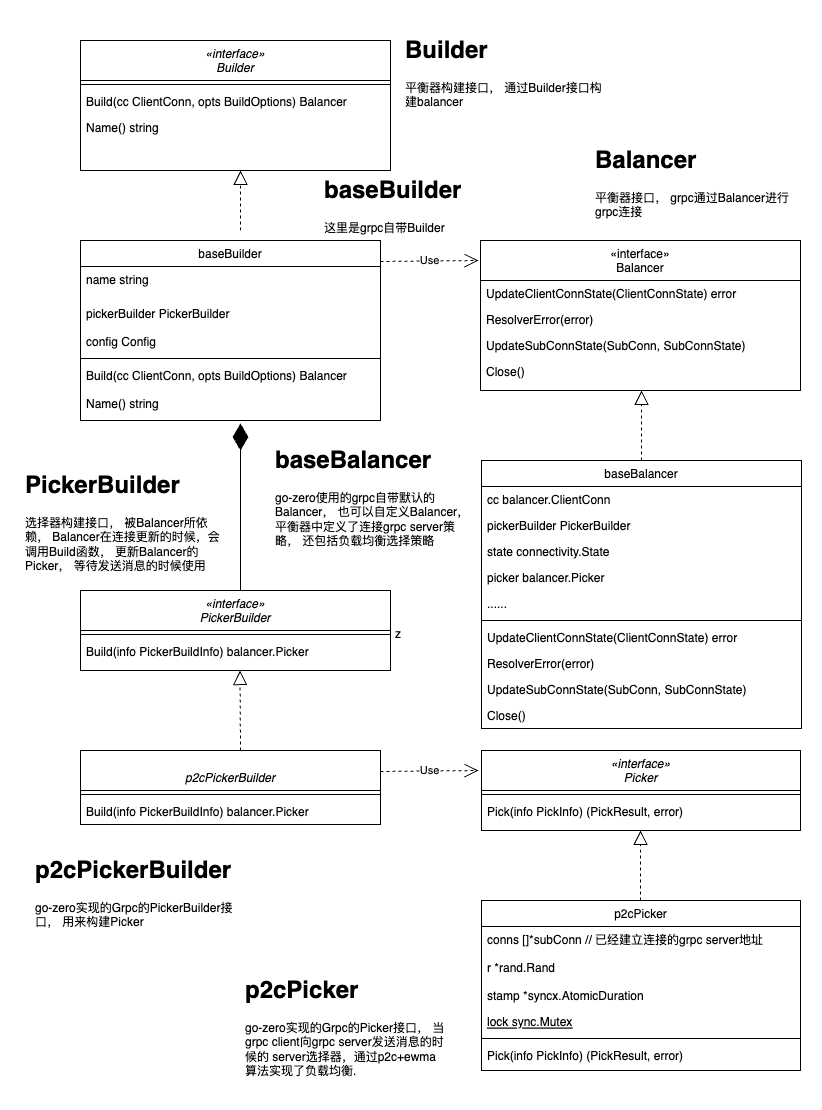 «interface»
Builder
Build(cc ClientConn, opts BuildOptions) Balancer
Name() string
Builder
平衡器构建接口， 通过Builder接口构
建balancer
Balancer
平衡器接口， grpc通过Balancer进行
grpc连接
baseBuilder
这里是grpc自带Builder
baseBuilder
name string
pickerBuilder PickerBuilder
config Config
Build(cc ClientConn, opts BuildOptions) Balancer
Name() string
Use
«interface»
Balancer
UpdateClientConnState(ClientConnState) error
ResolverError(error)
UpdateSubConnState(SubConn, SubConnState)
Close()
baseBalancer
go-zero使用的grpc自带默认的
Balancer， 也可以自定义Balancer,
平衡器中定义了连接grpc server策
略， 还包括负载均衡选择策略
PickerBuilder
选择器构建接口， 被Balancer所依
赖， Balancer在连接更新的时候，会
调用Build函数， 更新Balancer的
Picker， 等待发送消息的时候使用
baseBalancer
cc balancer.ClientConn
pickerBuilder PickerBuilder
state connectivity.State
picker balancer.Picker
......
UpdateClientConnState(ClientConnState) error
ResolverError(error)
UpdateSubConnState(SubConn, SubConnState)
Close()
«interface»
PickerBuilder
Build(info PickerBuildInfo) balancer.Picker
z
p2cPickerBuilder
Build(info PickerBuildInfo) balancer.Picker
Use
«interface»
Picker
Pick(info PickInfo) (PickResult, error)
p2cPickerBuilder
go-zero实现的Grpc的PickerBuilder接
口， 用来构建Picker
p2cPicker
conns []*subConn // 已经建立连接的grpc server地址
r *rand.Rand
stamp *syncx.AtomicDuration
lock sync.Mutex
Pick(info PickInfo) (PickResult, error)
p2cPicker
go-zero实现的Grpc的Picker接口， 当
grpc client向grpc server发送消息的时
候的 server选择器，通过p2c+ewma
算法实现了负载均衡.